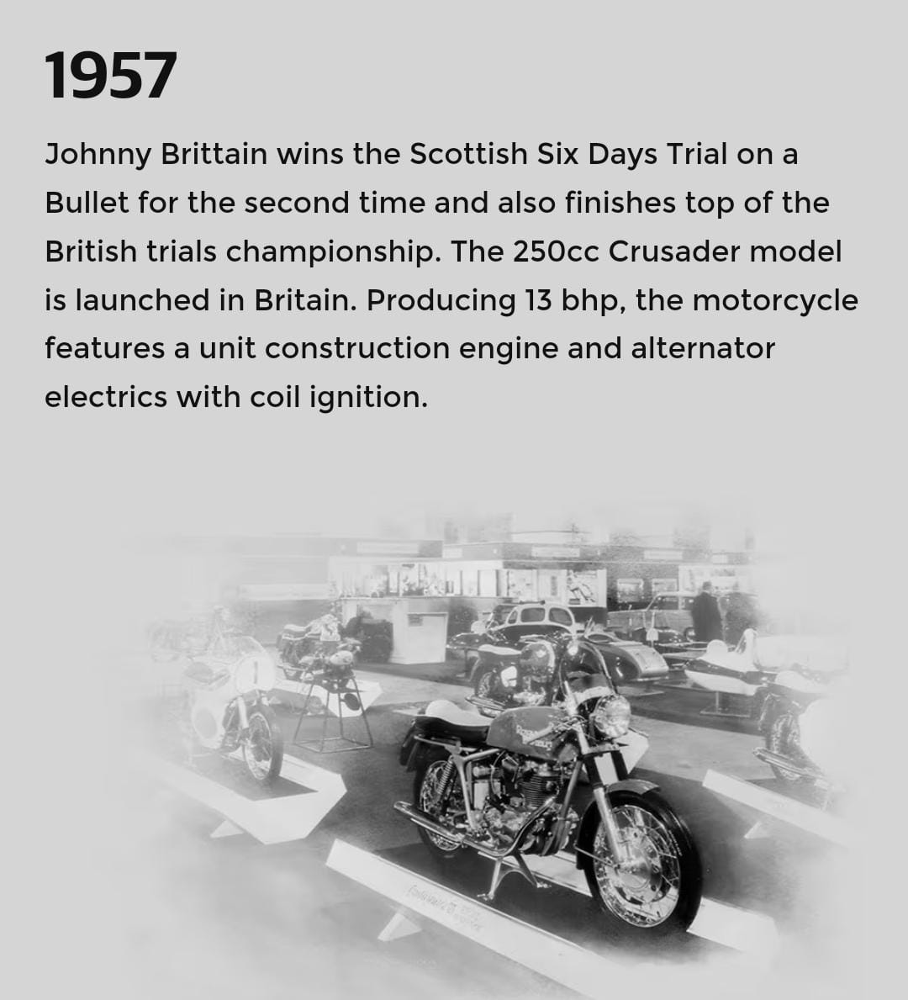 1957
Johnny Brittain wins the Scottish Six Days Trial on a
Bullet for the second time and also finishes top of the
British trials championship. The 250cc Crusader model
is launched in Britain. Producing 13 bhp, the motorcycle
features a unit construction engine and alternator
electrics with coil ignition.
1